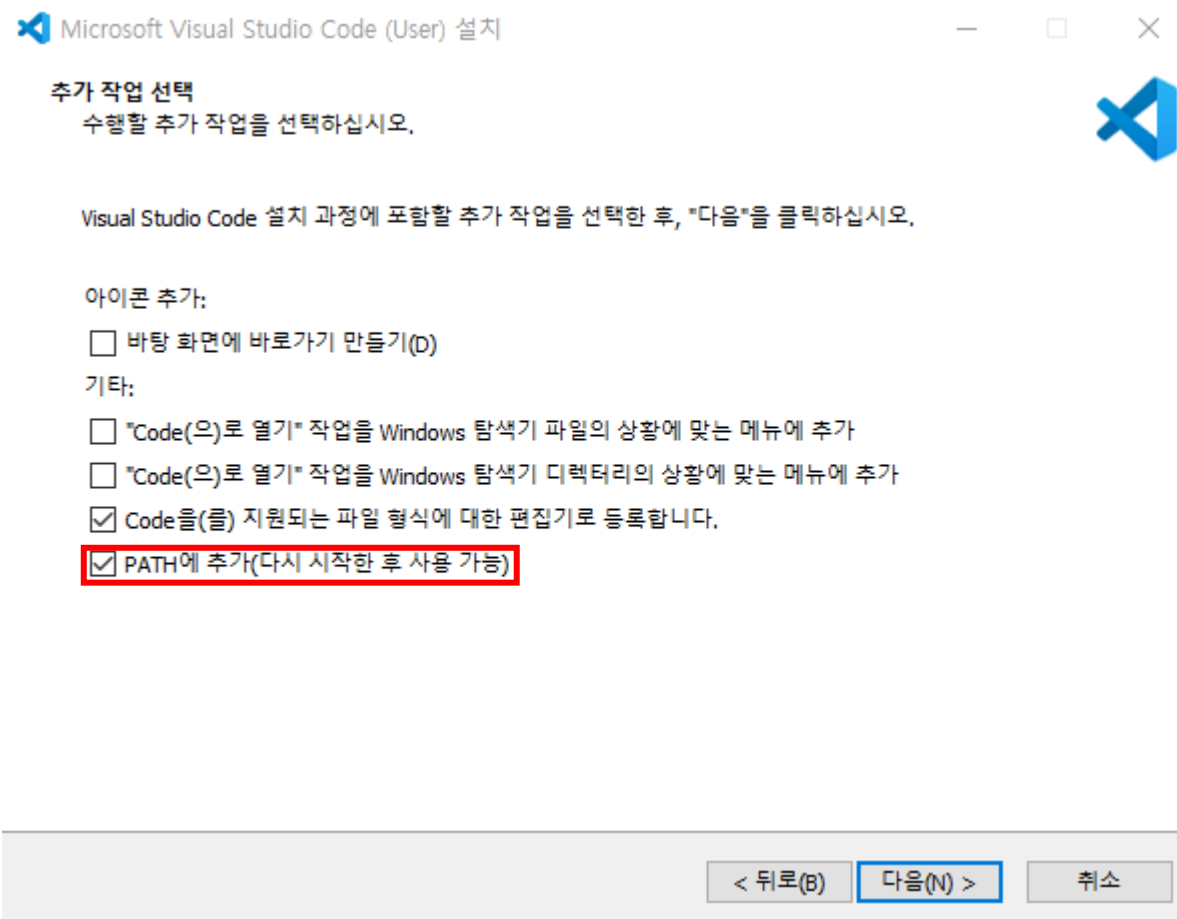 Microsoft Visual Studio Code (User) 설치
추가 작업 선택
수행할 추가 작업을 선택하십시오.
Visual Studio Code 설치 과정에 포함할 추가 작업을 선택한 후, "다음"을 클릭하십시오.
아이콘 추가:
바탕 화면에 바로가기 만들기(D)
기타:
"Code(으)로 열기" 작업을 Windows 탐색기 파일의 상황에 맞는 메뉴에 추가
"Code(으)로 열기" 작업을 Windows 탐색기 디렉터리의 상황에 맞는 메뉴에 추가
Code을(를) 지원되는 파일 형식에 대한 편집기로 등록합니다.
PATH에 추가(다시 시작한 후 사용 가능)
< 뒤로(B) 다음(N) > 취소